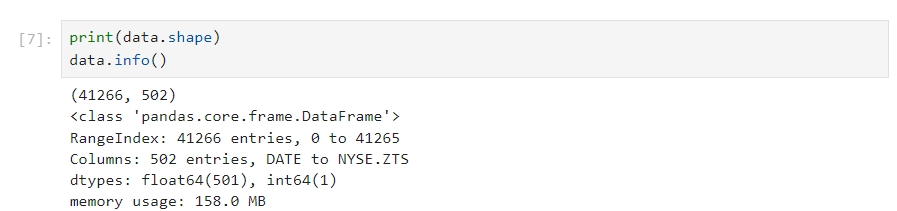 [7]: print(data.shape)
data.info()
(41266, 502)
<class 'pandas.core.frame.DataFrame'>
RangeIndex: 41266 entries, 0 to 41265
Columns: 502 entries, DATE to NYSE.ZTS
dtypes: float64(501), int64(1)
memory usage: 158.0 MB